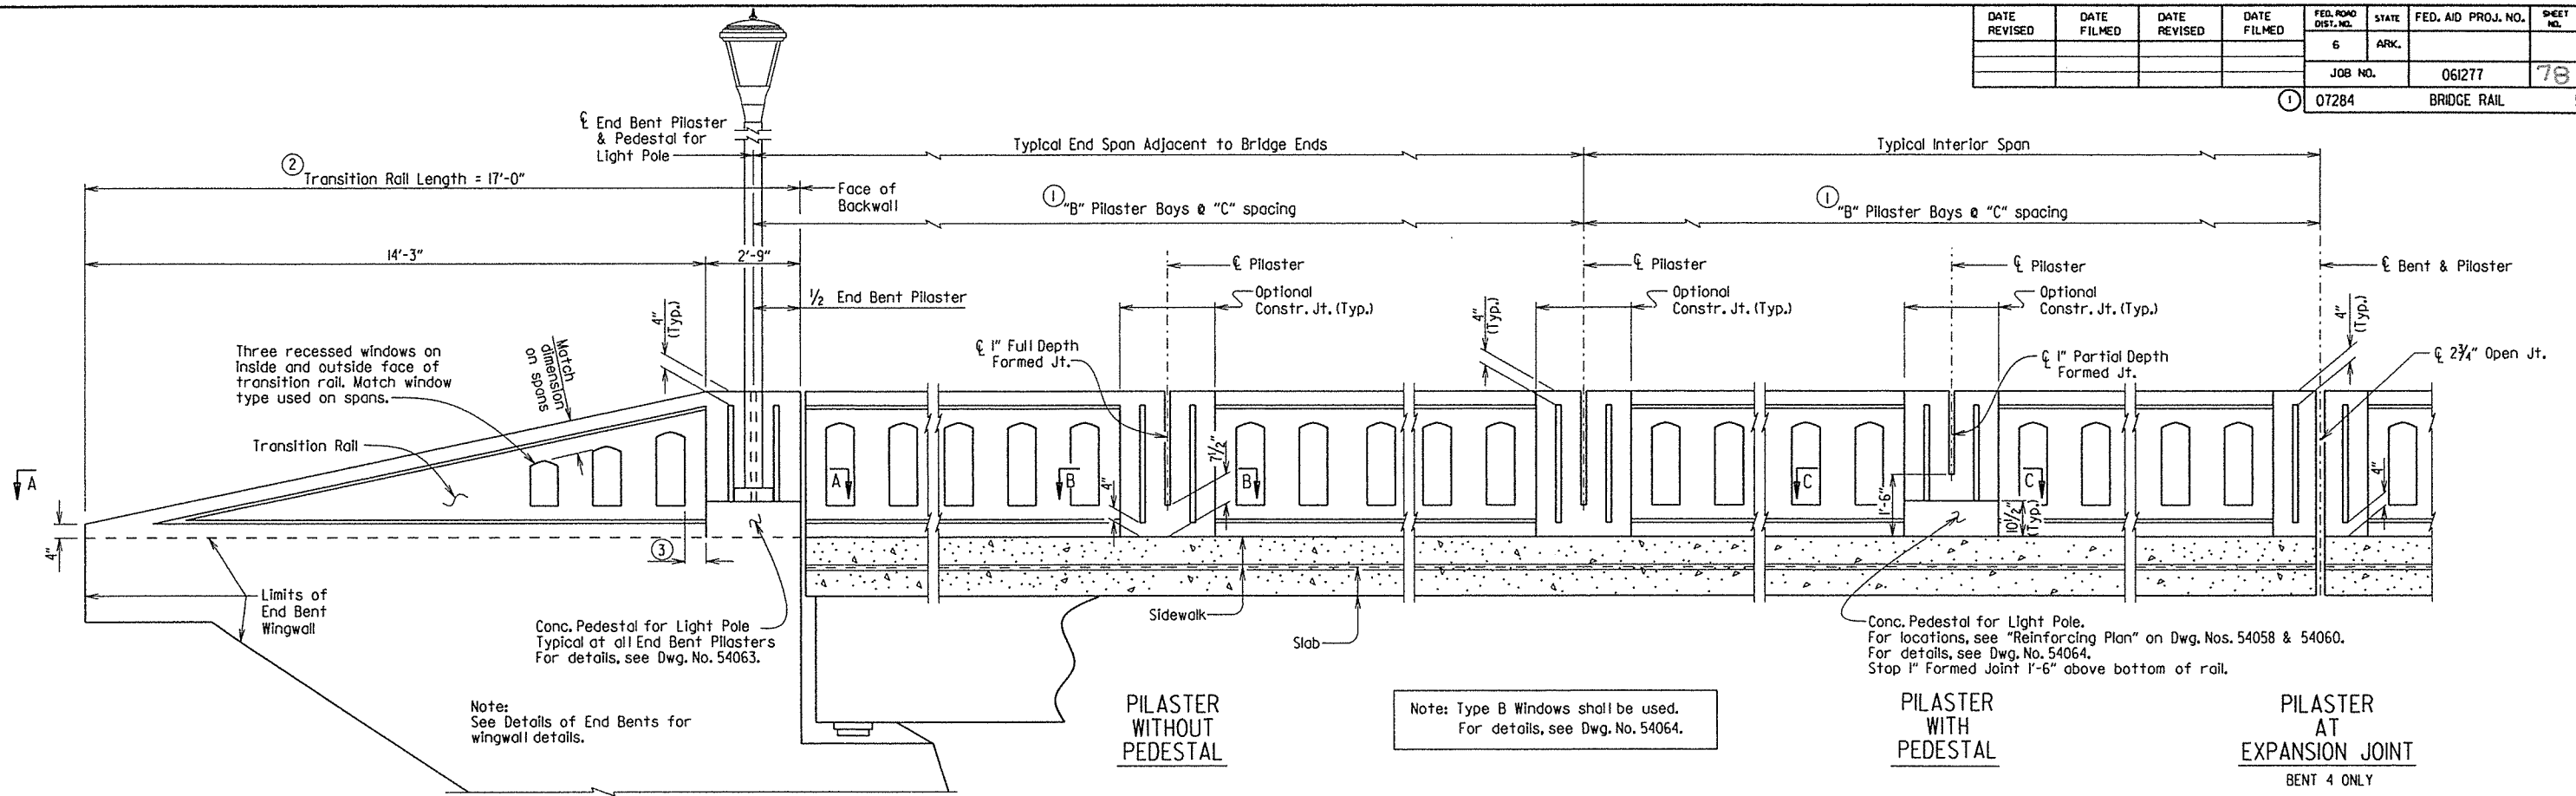 DATE REVISED
DATE FILMED
DATE REVISED
DATE FILMED
FED. ROAD DIST. NO.
STATE
FED. AID PROJ. NO.
SHEET NO.
6
ARK.
JOB NO.
061277
78
1
07284
BRIDGE RAIL
℄ End Bent Pilaster
& Pedestal for
Light Pole
Typical End Span Adjacent to Bridge Ends
Typical Interior Span
2
Transition Rail Length = 17'-0"
Face of
Backwall
1
"B" Pilaster Bays @ "C" spacing
1
"B" Pilaster Bays @ "C" spacing
14'-3"
2'-9"
℄ Pilaster
℄ Pilaster
℄ Pilaster
℄ Bent & Pilaster
1/2 End Bent Pilaster
Optional
Constr. Jt. (Typ.)
Optional
Constr. Jt. (Typ.)
Optional
Constr. Jt. (Typ.)
4"
(Typ.)
4"
(Typ.)
4"
(Typ.)
Three recessed windows on
inside and outside face of
transition rail. Match window
type used on spans.
Match
dimension
on spans
℄ 1" Full Depth
Formed Jt.
℄ 1" Partial Depth
Formed Jt.
℄ 2¾" Open Jt.
Transition Rail
A
A
B
B
C
C
4"
7½"
1'-6"
10½"
(Typ.)
4"
4"
3
Limits of
End Bent
Wingwall
Conc. Pedestal for Light Pole
Typical at all End Bent Pilasters
For details, see Dwg. No. 54063.
Sidewalk
Slab
Conc. Pedestal for Light Pole.
For locations, see "Reinforcing Plan" on Dwg. Nos. 54058 & 54060.
For details, see Dwg. No. 54064.
Stop 1" Formed Joint 1'-6" above bottom of rail.
Note:
See Details of End Bents for
wingwall details.
PILASTER
WITHOUT
PEDESTAL
Note: Type B Windows shall be used.
For details, see Dwg. No. 54064.
PILASTER
WITH
PEDESTAL
PILASTER
AT
EXPANSION JOINT
BENT 4 ONLY